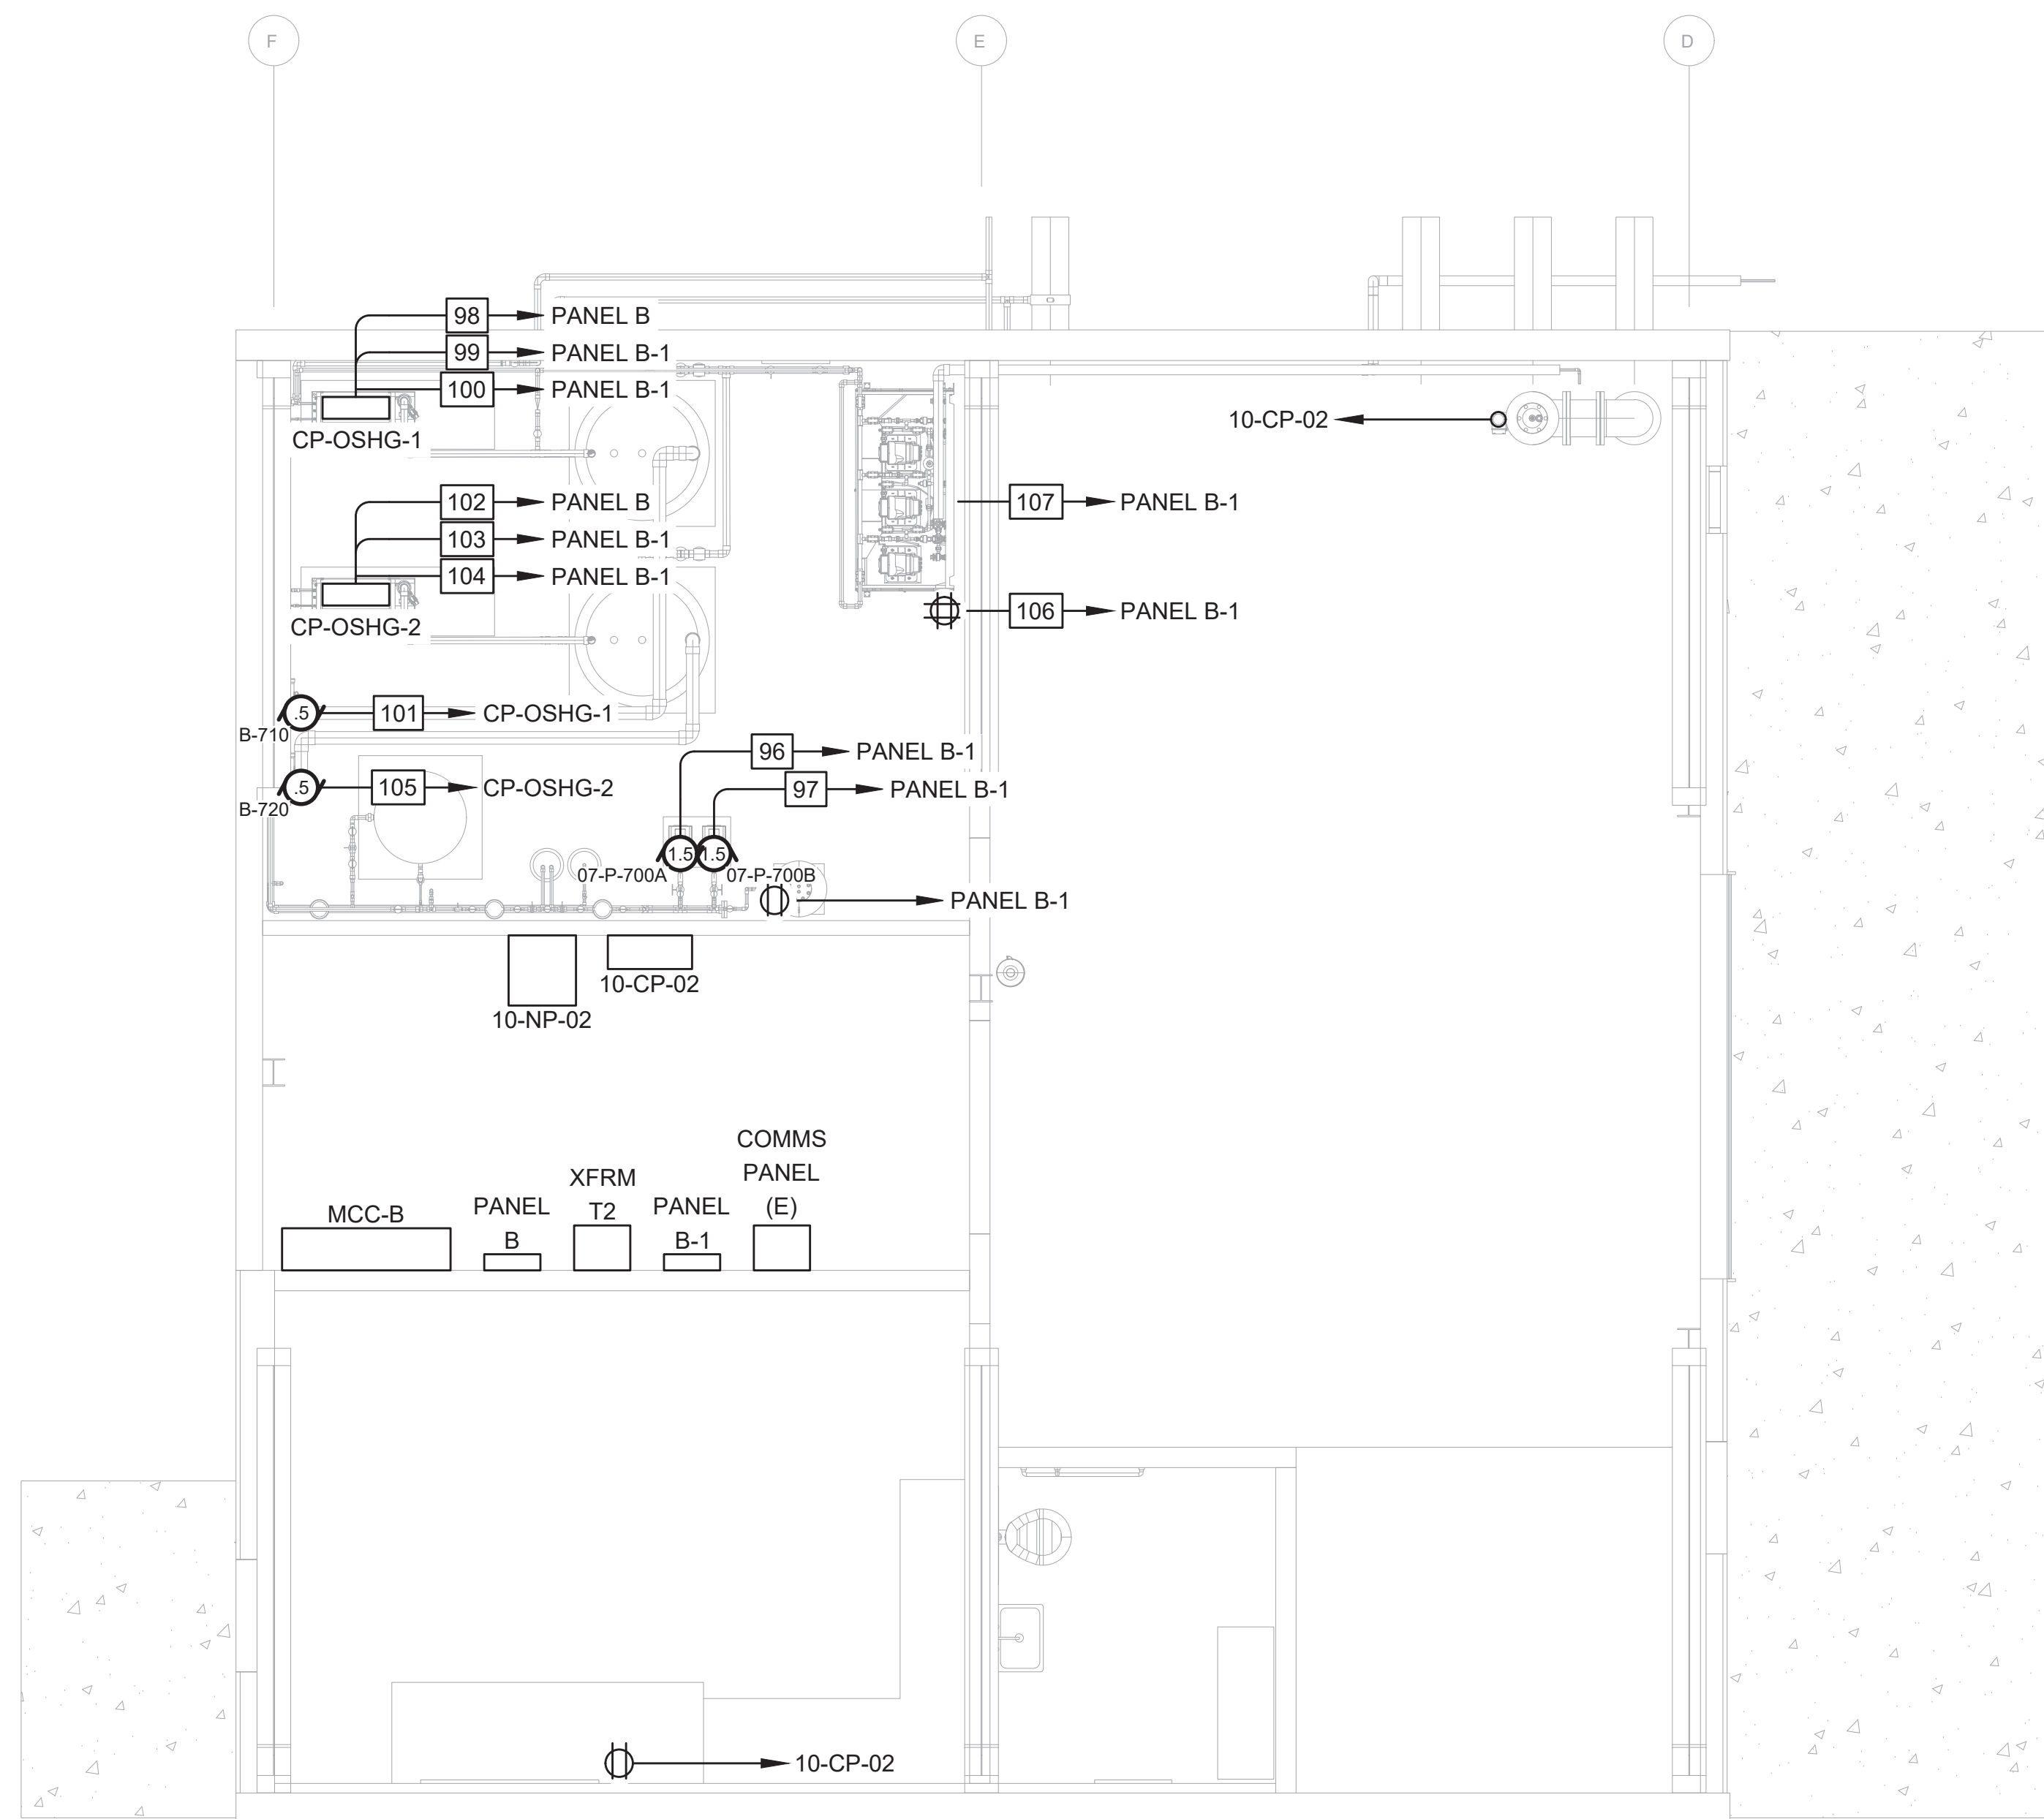 F
E
D
98 PANEL B
99 PANEL B-1
100 PANEL B-1
CP-OSHG-1
10-CP-02
102 PANEL B
107 PANEL B-1
103 PANEL B-1
104 PANEL B-1
106 PANEL B-1
CP-OSHG-2
.5 101 CP-OSHG-1
B-710
96 PANEL B-1
.5 105 CP-OSHG-2
97 PANEL B-1
B-720
1.5 1.5
07-P-700A 07-P-700B
PANEL B-1
10-CP-02
10-NP-02
COMMS
PANEL
(E)
XFRM
T2
PANEL
B
PANEL
B-1
MCC-B
10-CP-02